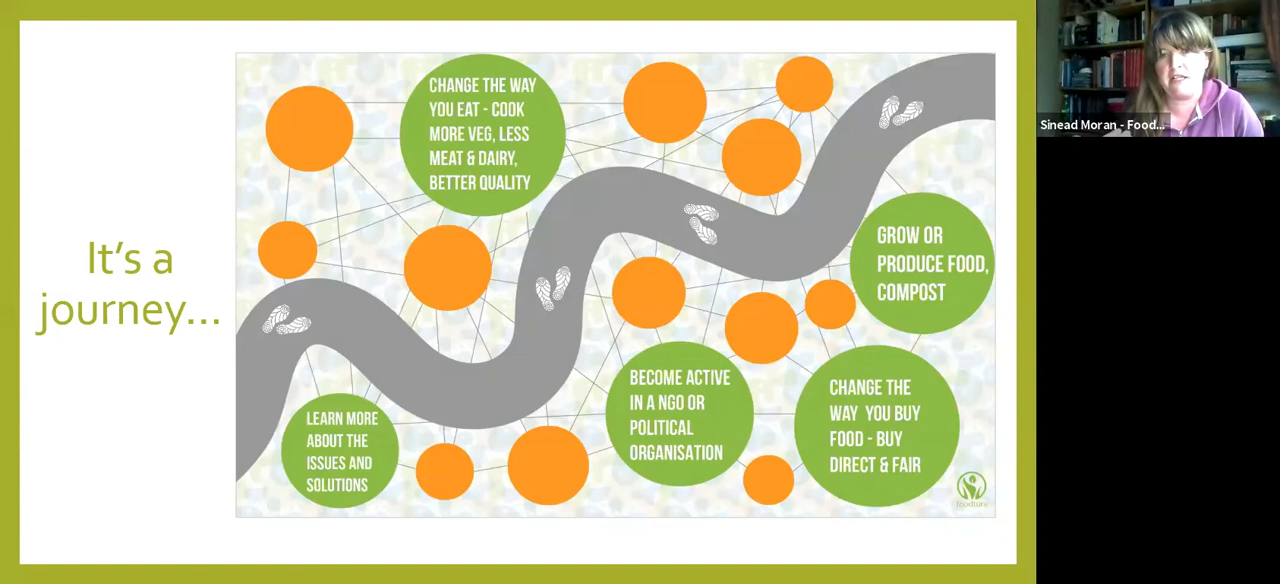 It's a
journey...
CHANGE THE WAY
YOU EAT - COOK
MORE VEG, LESS
MEAT & DAIRY,
BETTER QUALITY
GROW OR
PRODUCE FOOD,
COMPOST
LEARN MORE
ABOUT THE
ISSUES AND
SOLUTIONS
BECOME ACTIVE
IN A NGO OR
POLITICAL
ORGANISATION
CHANGE THE
WAY YOU BUY
FOOD - BUY
DIRECT & FAIR
foodture
Sinead Moran - Food...